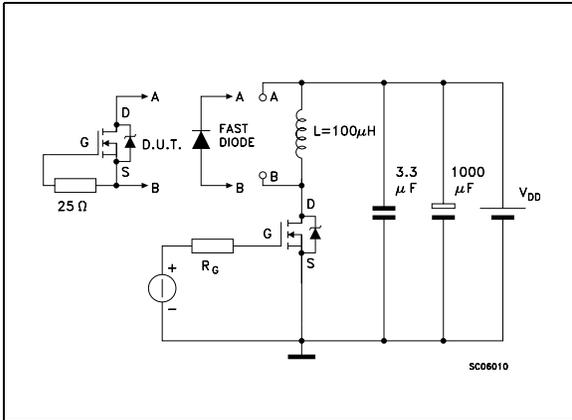 A
D
G
D.U.T.
S
B
25 Ω
A
FAST
DIODE
B
A
L=100μH
B
D
G
S
R_G
+
−
3.3
μF
1000
μF
V_DD
SC06010